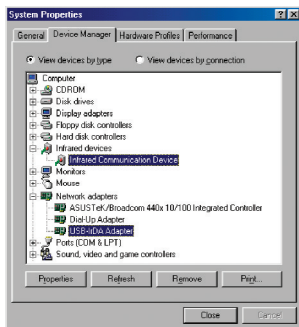 System Properties
General Device Manager Hardware Profiles Performance
View devices by type View devices by connection
Computer
CDROM
Disk drives
Display adapters
Floppy disk controllers
Hard disk controllers
Infrared devices
Infrared Communication Device
Monitors
Mouse
Network adapters
ASUSTeK/Broadcom 440x 10/100 Integrated Controller
Dial-Up Adapter
USB-IrDA Adapter
Ports (COM & LPT)
Sound, video and game controllers
Properties Refresh Remove Print...
Close Cancel